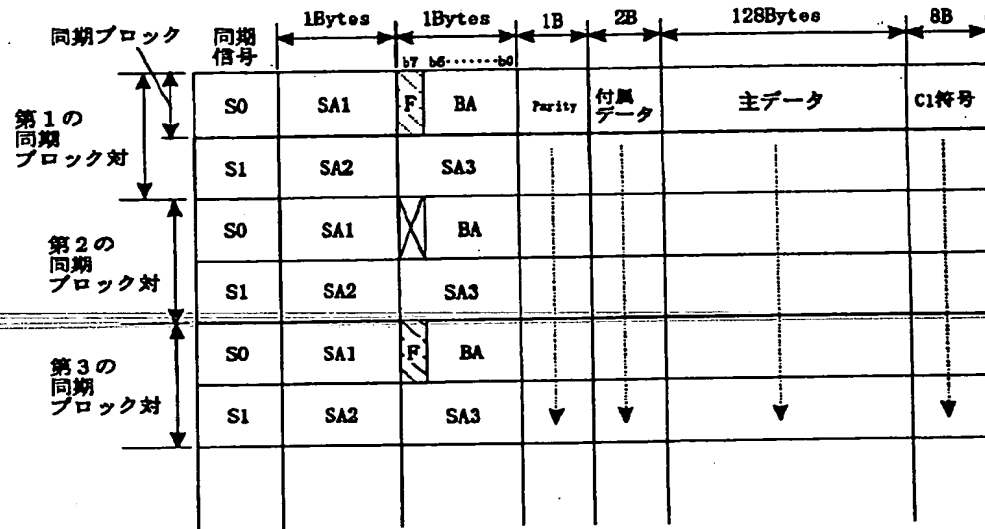 1Bytes 1Bytes 1B 2B 128Bytes 8B
同期ブロック 同期信号
b7 b6·······b0
第1の同期ブロック対
S0 SA1 F BA Parity 付属データ 主データ C1符号
S1 SA2 SA3
第2の同期ブロック対
S0 SA1 BA
S1 SA2 SA3
第3の同期ブロック対
S0 SA1 F BA
S1 SA2 SA3